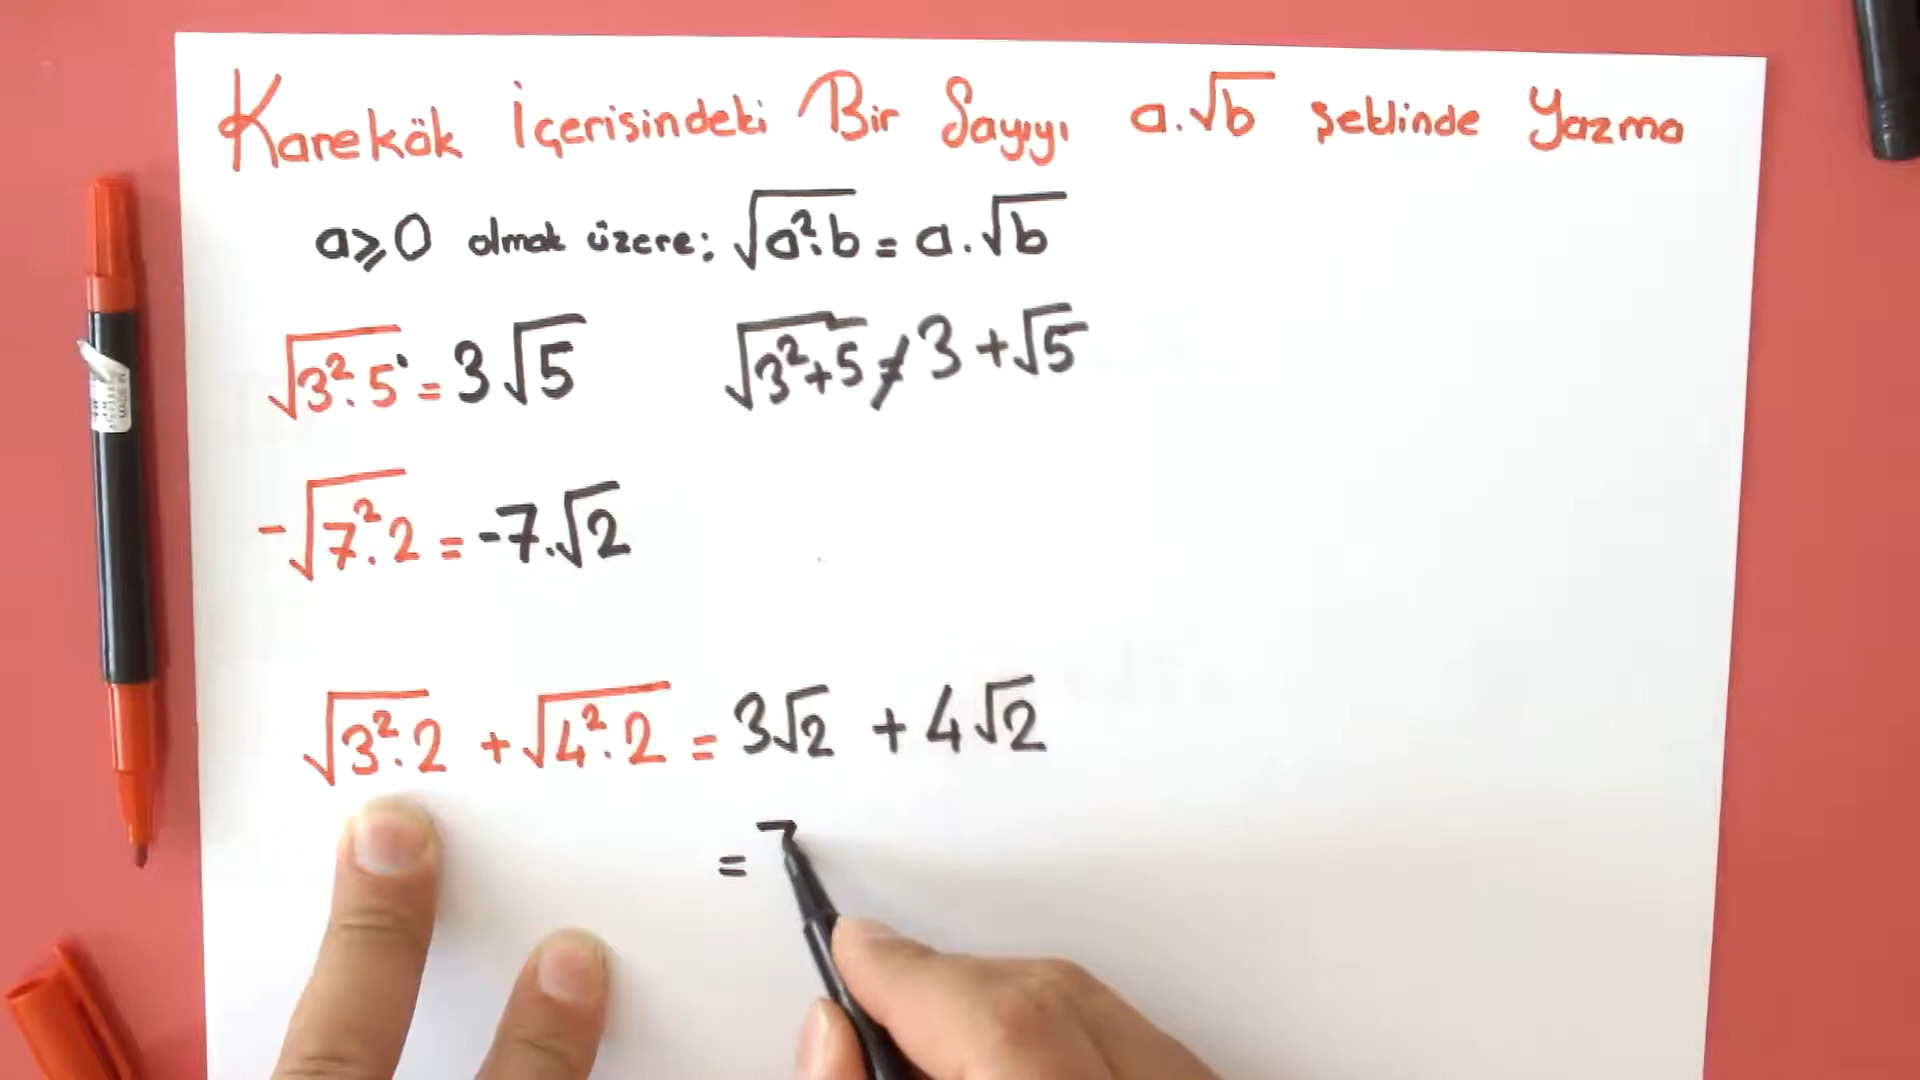 Karekök İçerisindeki Bir Sayıyı a.√b Şeklinde Yazma
a≥0 olmak üzere: √(a².b) = a.√b
√(3².5) = 3√5 √(3²+5) ≠ 3+√5
-√(7².2) = -7.√2
√(3².2) + √(4².2) = 3√2 + 4√2
= 7